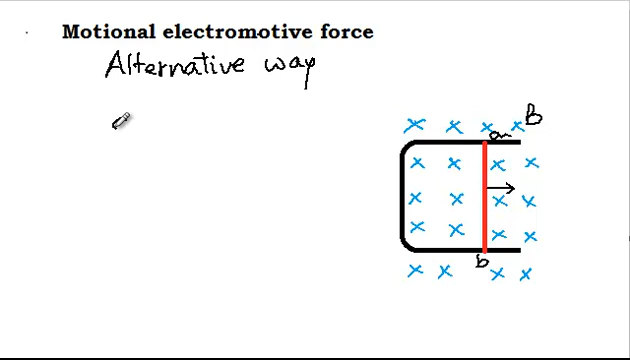 Motional electromotive force
Alternative way
B
a
b